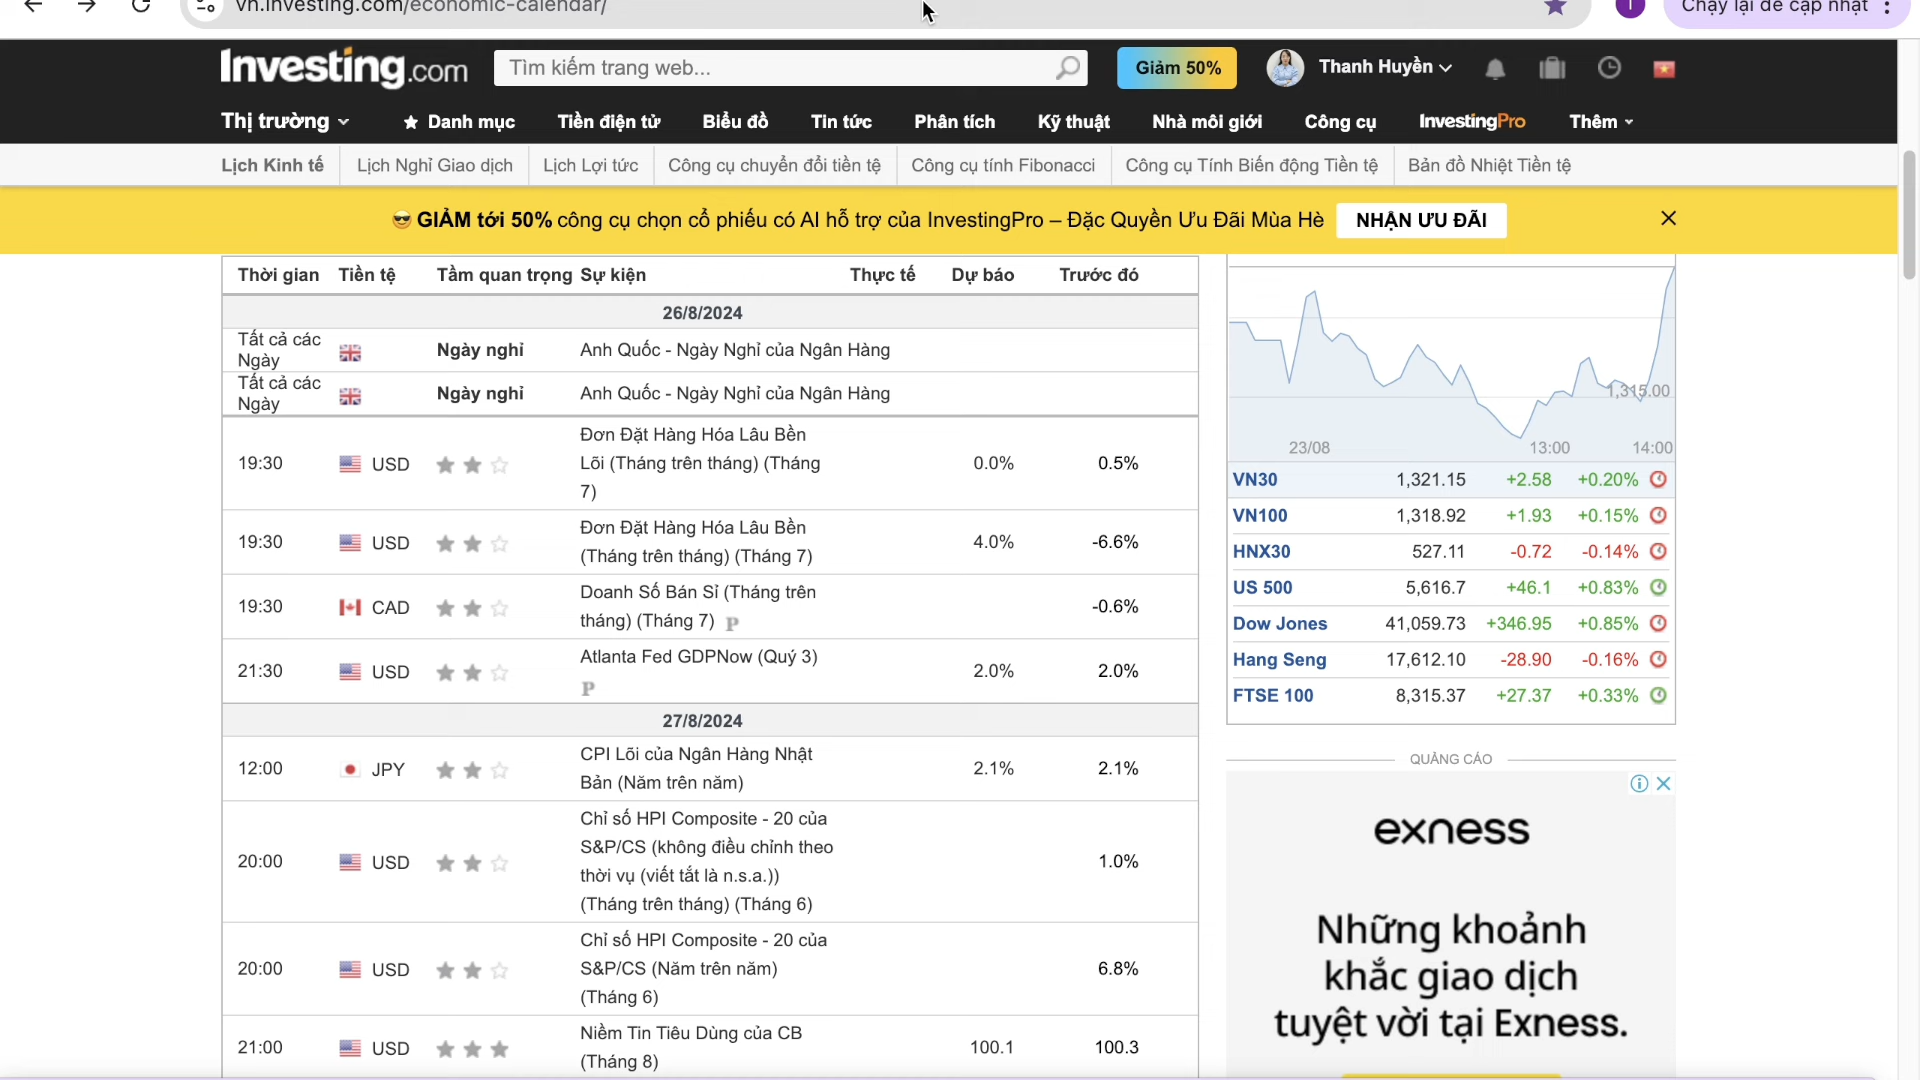 vn.investing.com/economic-calendar/
T
Chạy lại để cập nhật
Investing.com
Tìm kiếm trang web...
Giảm 50%
Thanh Huyền
Thị trường
Danh mục
Tiền điện tử
Biểu đồ
Tin tức
Phân tích
Kỹ thuật
Nhà môi giới
Công cụ
InvestingPro
Thêm
Lịch Kinh tế
Lịch Nghỉ Giao dịch
Lịch Lợi tức
Công cụ chuyển đổi tiền tệ
Công cụ tính Fibonacci
Công cụ Tính Biến động Tiền tệ
Bản đồ Nhiệt Tiền tệ
😎 GIẢM tới 50% công cụ chọn cổ phiếu có AI hỗ trợ của InvestingPro – Đặc Quyền Ưu Đãi Mùa Hè
NHẬN ƯU ĐÃI
Thời gian Tiền tệ Tầm quan trọng Sự kiện Thực tế Dự báo Trước đó
26/8/2024
Tất cả các
Ngày
Ngày nghỉ
Anh Quốc - Ngày Nghỉ của Ngân Hàng
Tất cả các
Ngày
Ngày nghỉ
Anh Quốc - Ngày Nghỉ của Ngân Hàng
19:30 USD
Đơn Đặt Hàng Hóa Lâu Bền
Lõi (Tháng trên tháng) (Tháng
7)
0.0% 0.5%
19:30 USD
Đơn Đặt Hàng Hóa Lâu Bền
(Tháng trên tháng) (Tháng 7)
4.0% -6.6%
19:30 CAD
Doanh Số Bán Sỉ (Tháng trên
tháng) (Tháng 7) P
-0.6%
21:30 USD
Atlanta Fed GDPNow (Quý 3)
P
2.0% 2.0%
27/8/2024
12:00 JPY
CPI Lõi của Ngân Hàng Nhật
Bản (Năm trên năm)
2.1% 2.1%
20:00 USD
Chỉ số HPI Composite - 20 của
S&P/CS (không điều chỉnh theo
thời vụ (viết tắt là n.s.a.))
(Tháng trên tháng) (Tháng 6)
1.0%
20:00 USD
Chỉ số HPI Composite - 20 của
S&P/CS (Năm trên năm)
(Tháng 6)
6.8%
21:00 USD
Niềm Tin Tiêu Dùng của CB
(Tháng 8)
100.1 100.3
1,315.00
23/08 13:00 14:00
VN30 1,321.15 +2.58 +0.20%
VN100 1,318.92 +1.93 +0.15%
HNX30 527.11 -0.72 -0.14%
US 500 5,616.7 +46.1 +0.83%
Dow Jones 41,059.73 +346.95 +0.85%
Hang Seng 17,612.10 -28.90 -0.16%
FTSE 100 8,315.37 +27.37 +0.33%
QUẢNG CÁO
exness
Những khoảnh
khắc giao dịch
tuyệt vời tại Exness.